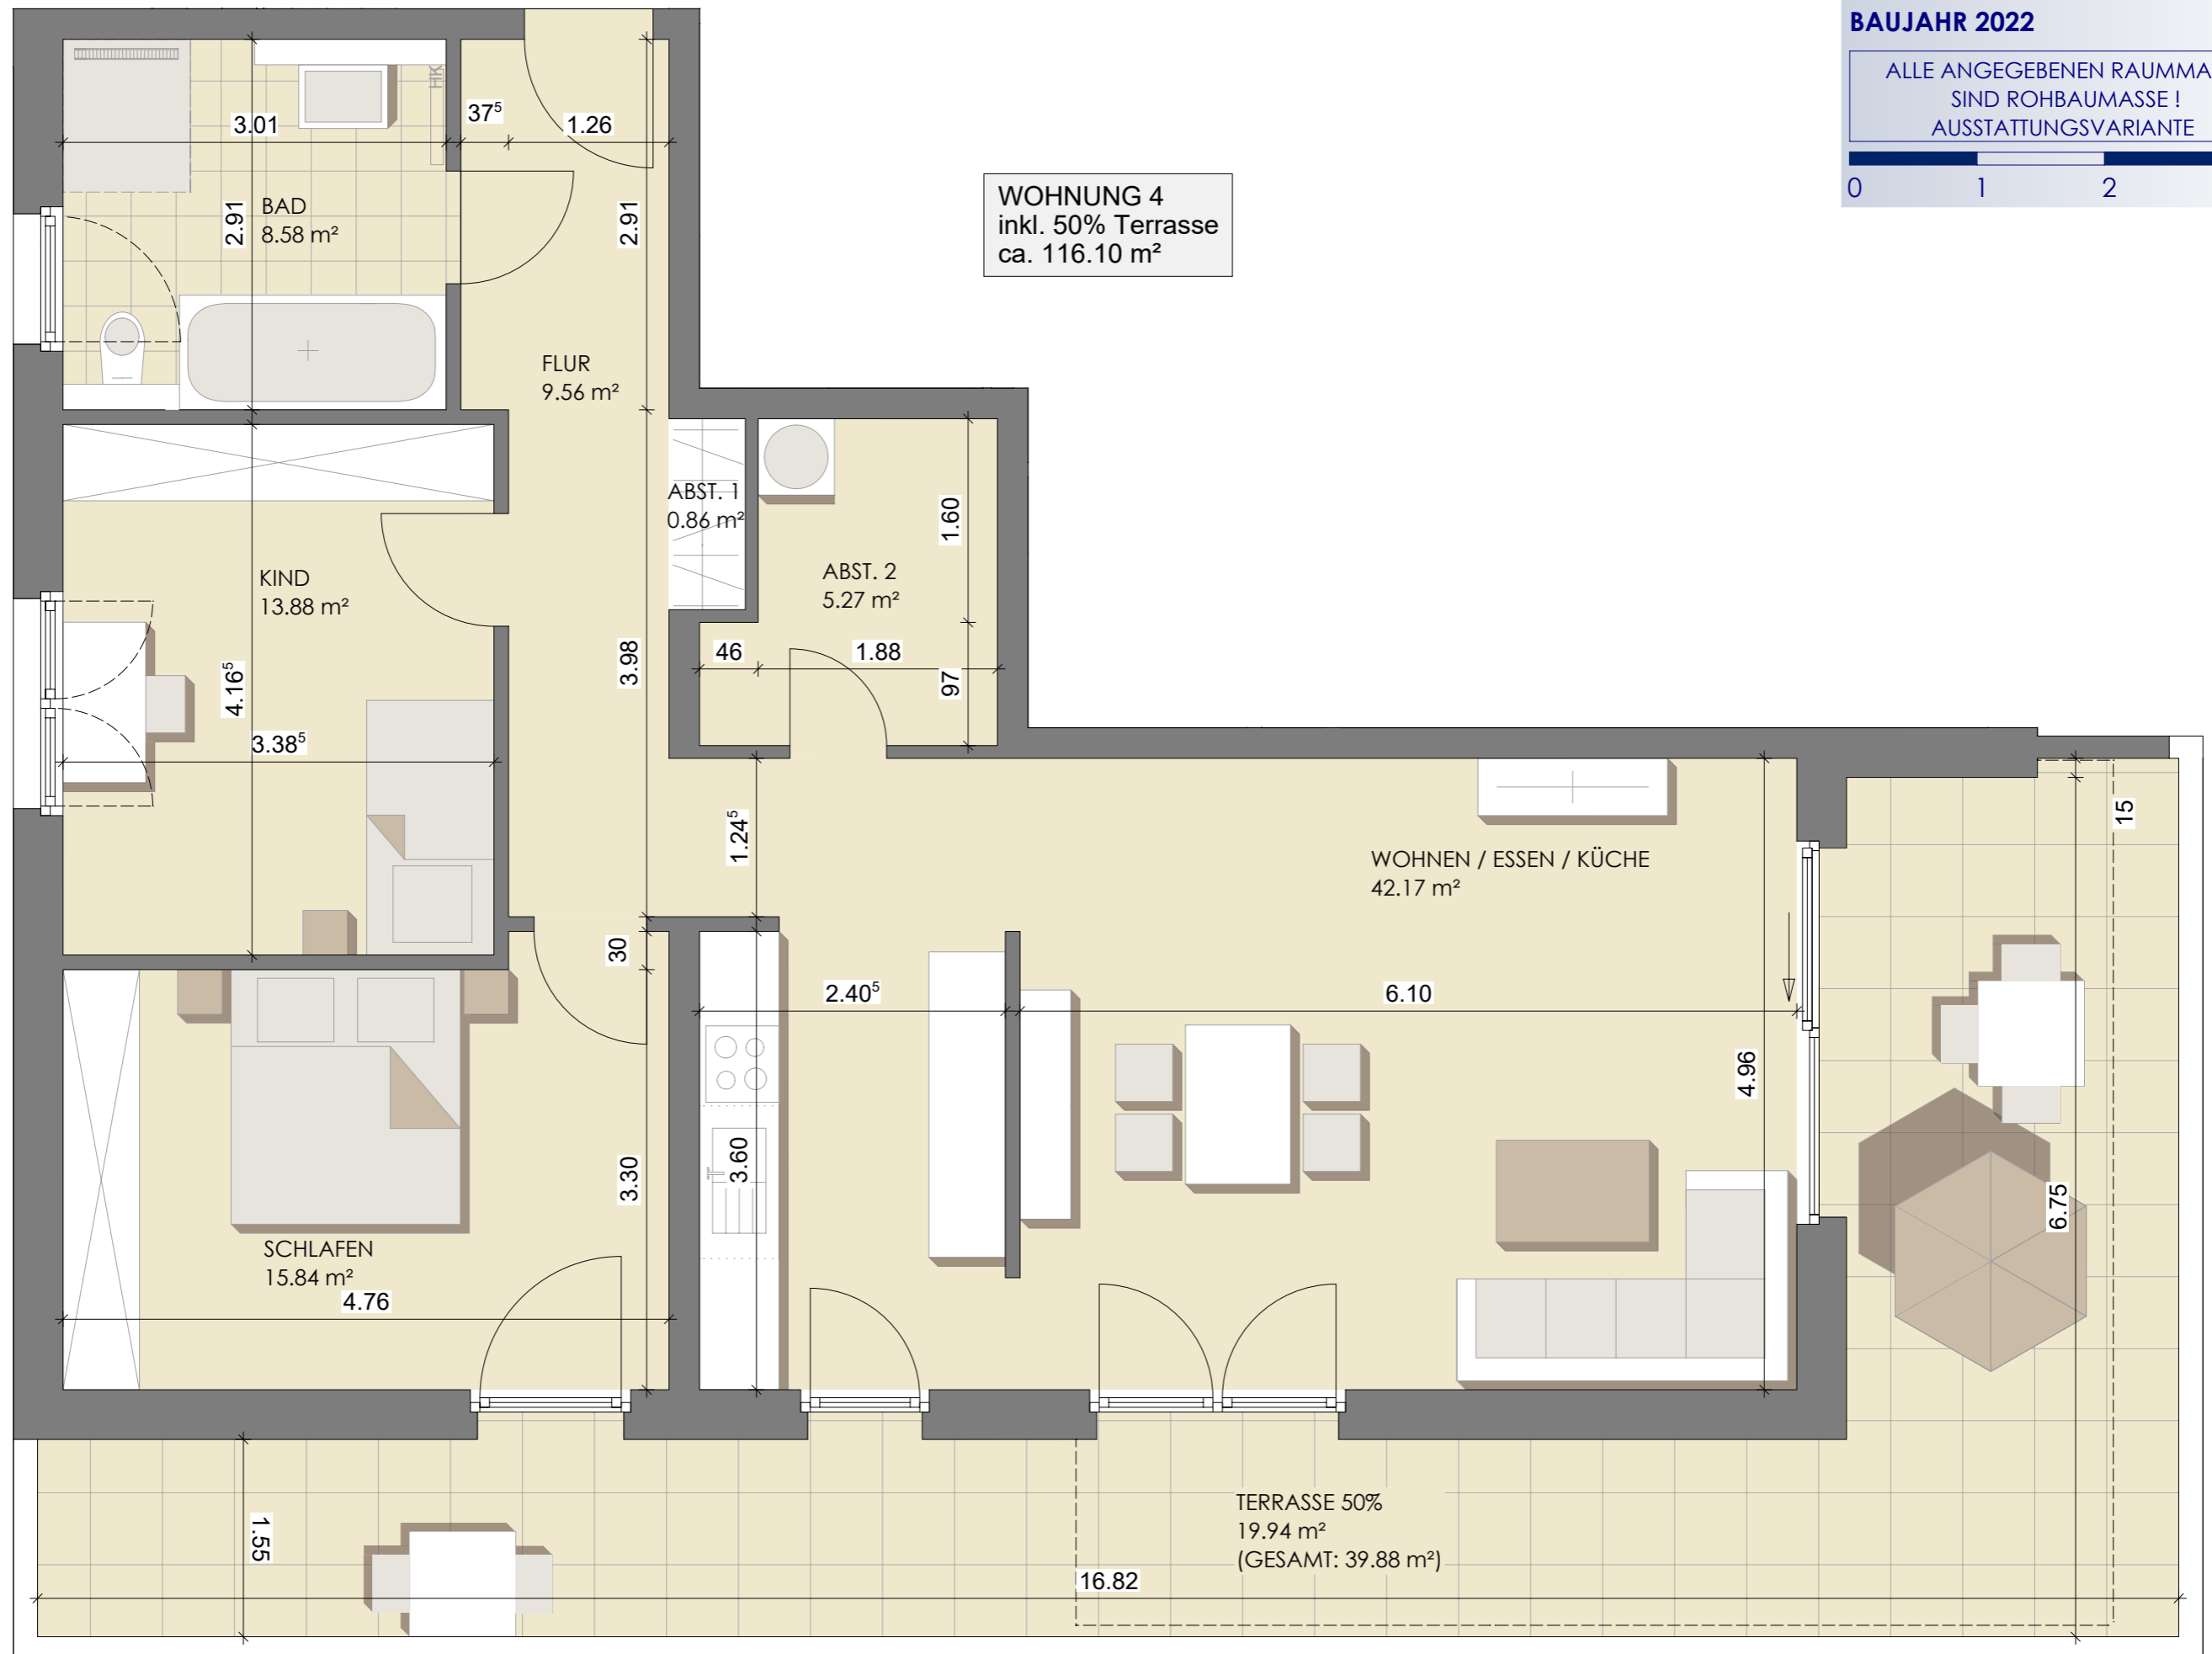 BAUJAHR 2022
ALLE ANGEGEBENEN RAUMMA
SIND ROHBAUMASSE !
AUSSTATTUNGSVARIANTE
0 1 2
WOHNUNG 4
inkl. 50% Terrasse
ca. 116.10 m²
HK
3.01
37⁵
1.26
2.91
BAD
8.58 m²
2.91
FLUR
9.56 m²
ABST. 1
0.86 m²
1.60
ABST. 2
5.27 m²
KIND
13.88 m²
46
1.88
97
3.98
4.16⁵
3.38⁵
1.24⁵
15
WOHNEN / ESSEN / KÜCHE
42.17 m²
30
2.40⁵
6.10
4.96
3.60
3.30
6.75
SCHLAFEN
15.84 m²
4.76
TERRASSE 50%
19.94 m²
(GESAMT: 39.88 m²)
1.55
16.82